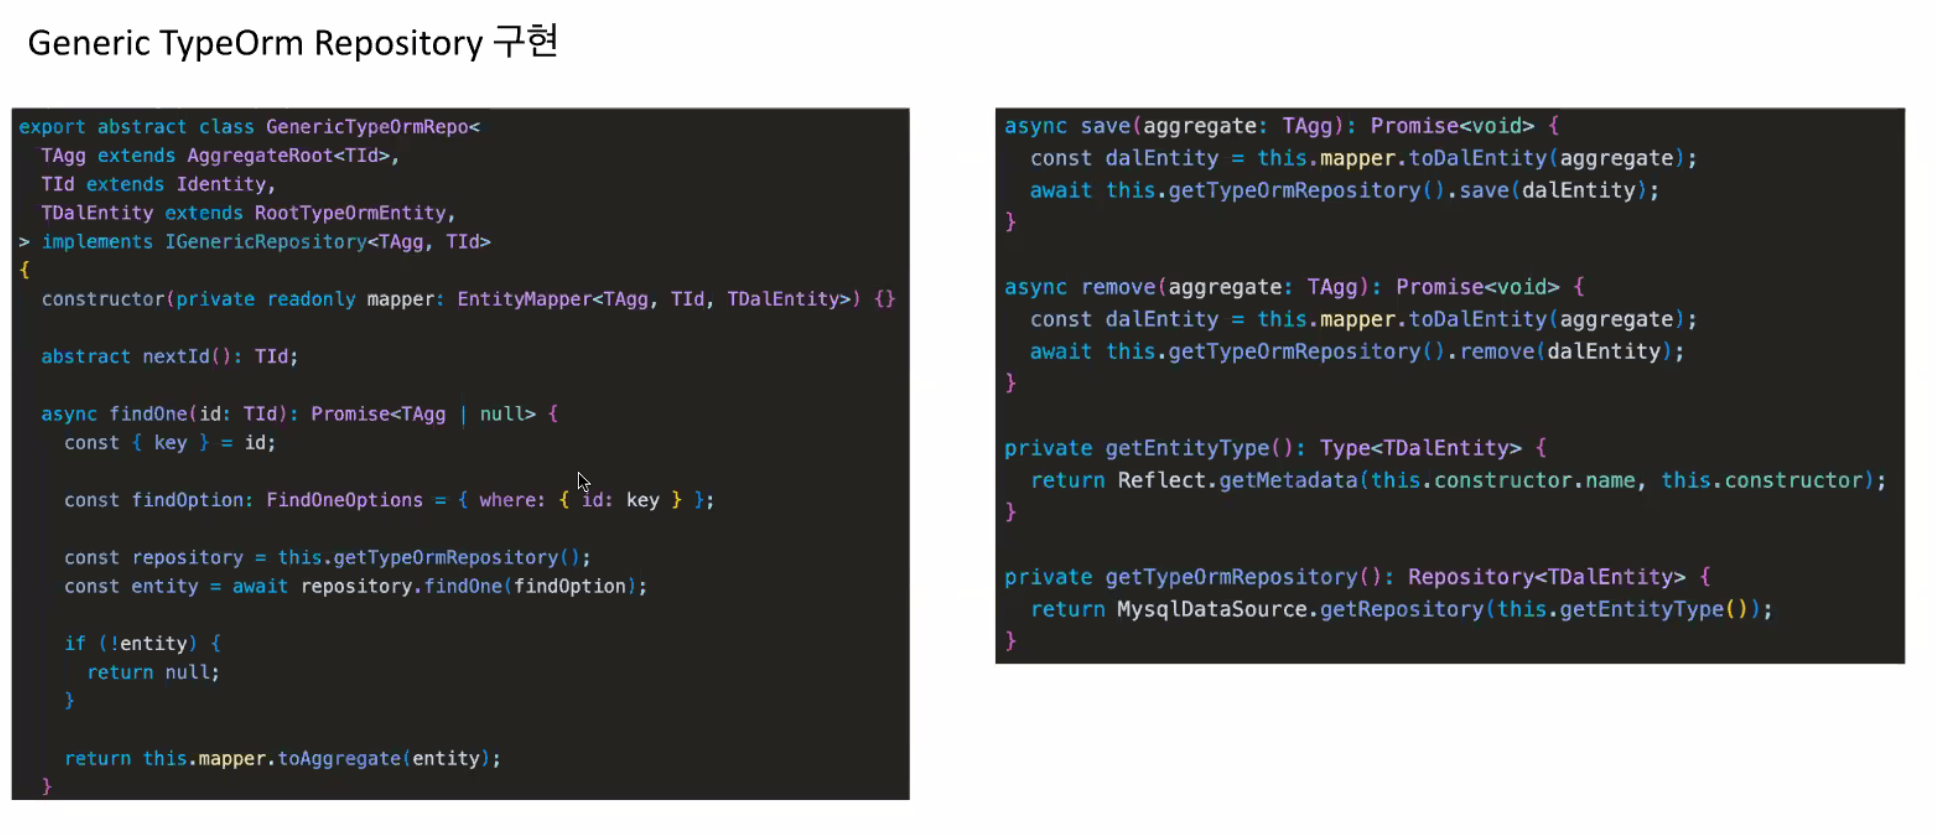 Generic TypeOrm Repository 구현
export abstract class GenericTypeOrmRepo<
TAgg extends AggregateRoot<TId>,
TId extends Identity,
TDalEntity extends RootTypeOrmEntity,
> implements IGenericRepository<TAgg, TId>
{
constructor(private readonly mapper: EntityMapper<TAgg, TId, TDalEntity>) {}
abstract nextId(): TId;
async findOne(id: TId): Promise<TAgg | null> {
const { key } = id;
const findOption: FindOneOptions = { where: { id: key } };
const repository = this.getTypeOrmRepository();
const entity = await repository.findOne(findOption);
if (!entity) {
return null;
}
return this.mapper.toAggregate(entity);
}
async save(aggregate: TAgg): Promise<void> {
const dalEntity = this.mapper.toDalEntity(aggregate);
await this.getTypeOrmRepository().save(dalEntity);
}
async remove(aggregate: TAgg): Promise<void> {
const dalEntity = this.mapper.toDalEntity(aggregate);
await this.getTypeOrmRepository().remove(dalEntity);
}
private getEntityType(): Type<TDalEntity> {
return Reflect.getMetadata(this.constructor.name, this.constructor);
}
private getTypeOrmRepository(): Repository<TDalEntity> {
return MysqlDataSource.getRepository(this.getEntityType());
}